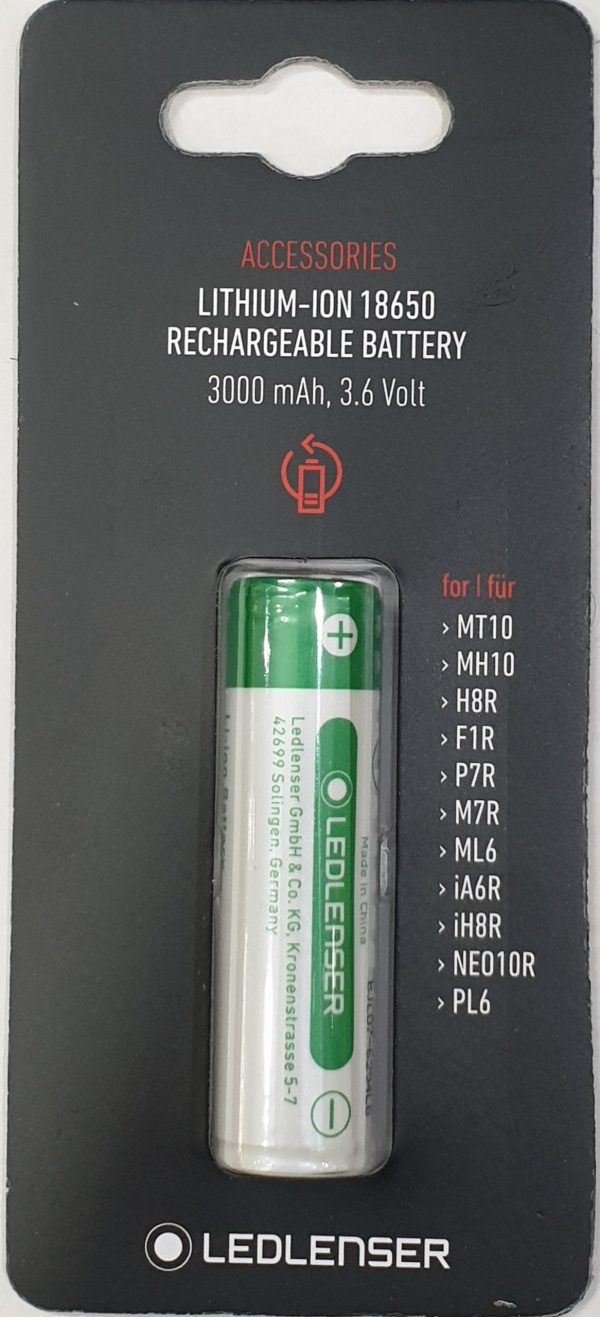 ACCESSORIES
LITHIUM-ION 18650
RECHARGEABLE BATTERY
3000 mAh, 3.6 Volt
for | für
› MT10
› MH10
› H8R
› F1R
› P7R
› M7R
› ML6
› iA6R
› iH8R
› NEO10R
› PL6
+
Made in China
LEDLENSER
Ledlenser GmbH & Co. KG, Kronenstrasse 5-7
42699 Solingen, Germany
−
LEDLENSER